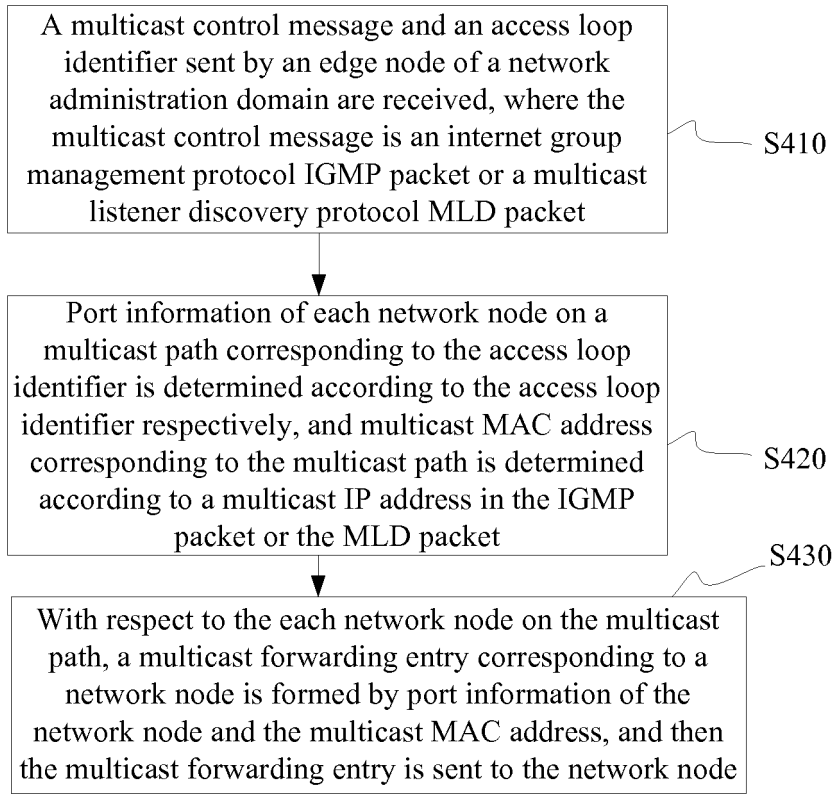 A multicast control message and an access loop
identifier sent by an edge node of a network
administration domain are received, where the
multicast control message is an internet group
management protocol IGMP packet or a multicast
listener discovery protocol MLD packet
S410
Port information of each network node on a
multicast path corresponding to the access loop
identifier is determined according to the access loop
identifier respectively, and multicast MAC address
corresponding to the multicast path is determined
according to a multicast IP address in the IGMP
packet or the MLD packet
S420
S430
With respect to the each network node on the multicast
path, a multicast forwarding entry corresponding to a
network node is formed by port information of the
network node and the multicast MAC address, and then
the multicast forwarding entry is sent to the network node